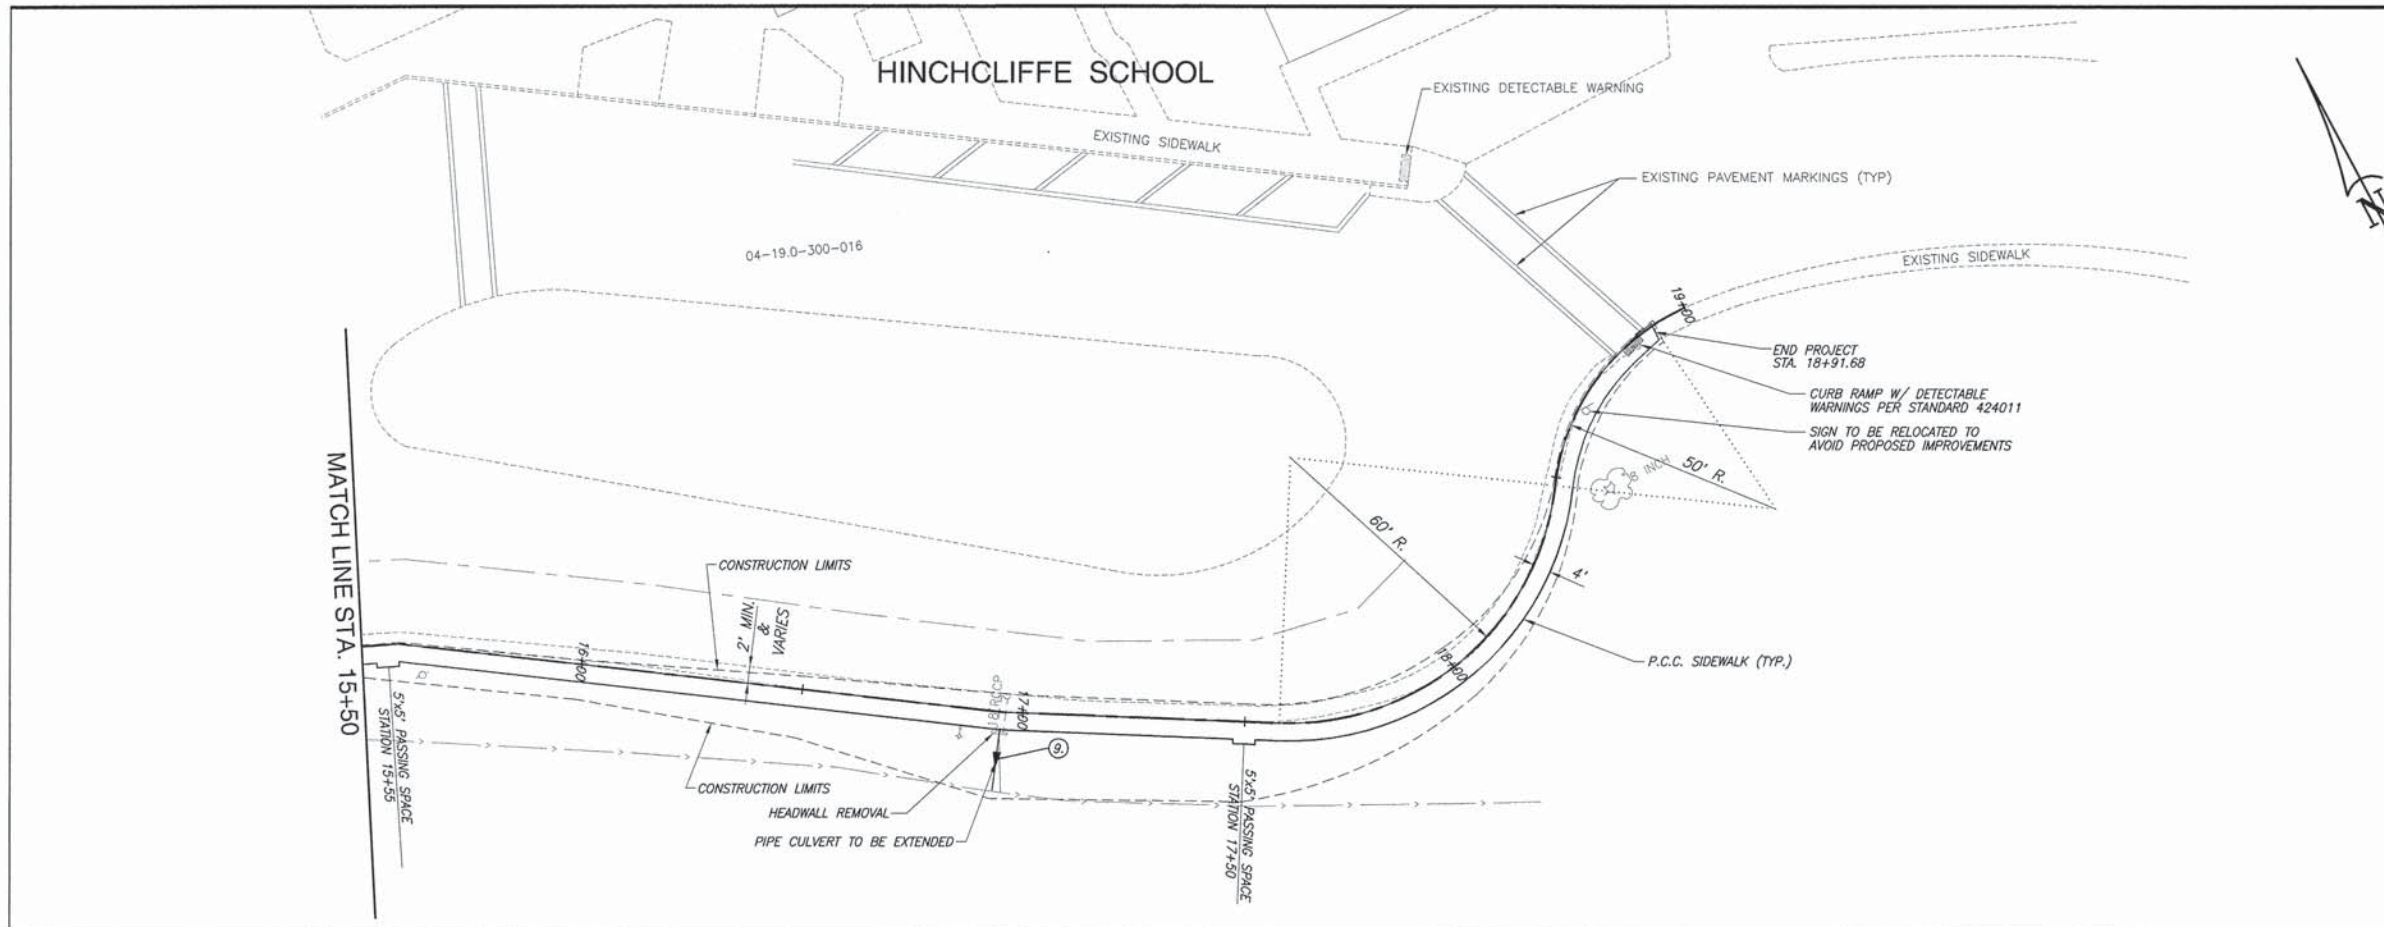 HINCHCLIFFE SCHOOL
EXISTING DETECTABLE WARNING
EXISTING SIDEWALK
EXISTING PAVEMENT MARKINGS (TYP)
04-19.0-300-016
EXISTING SIDEWALK
19+00
END PROJECT
STA. 18+91.68
CURB RAMP W/ DETECTABLE
WARNINGS PER STANDARD 424011
SIGN TO BE RELOCATED TO
AVOID PROPOSED IMPROVEMENTS
8 INCH
50' R.
60' R.
MATCH LINE STA. 15+50
CONSTRUCTION LIMITS
2' MIN.
&
VARIES
4'
16+00
18+00
P.C.C. SIDEWALK (TYP.)
17+00
5'x5' PASSING SPACE
STATION 15+55
9.
CONSTRUCTION LIMITS
HEADWALL REMOVAL
PIPE CULVERT TO BE EXTENDED
5'x5' PASSING SPACE
STATION 17+50
N